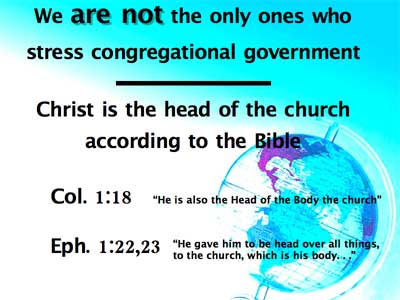 We are not the only ones who
stress congregational government
Christ is the head of the church
according to the Bible
Col. 1:18 “He is also the Head of the Body the church”
Eph. 1:22,23 “He gave him to be head over all things,
to the church, which is his body. . .”